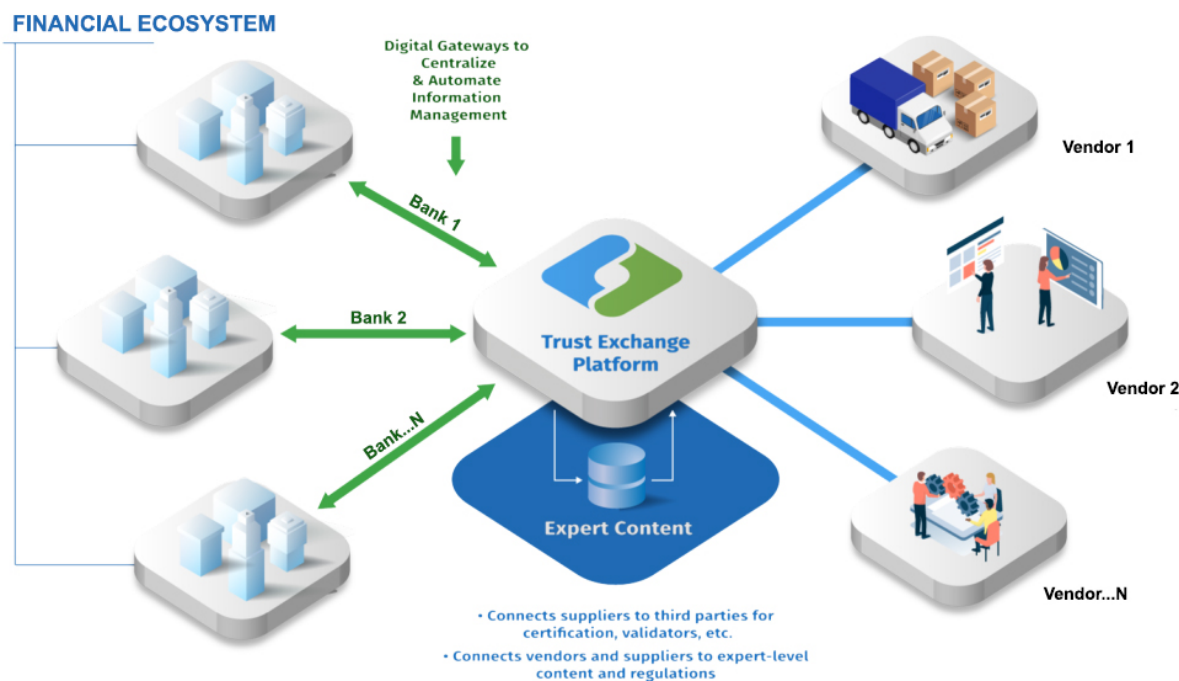 FINANCIAL ECOSYSTEM
Digital Gateways to
Centralize
& Automate
Information
Management
Bank 1
Bank 2
Bank...N
Trust Exchange
Platform
Expert Content
Vendor 1
Vendor 2
Vendor...N
• Connects suppliers to third parties for
certification, validators, etc.
• Connects vendors and suppliers to expert-level
content and regulations